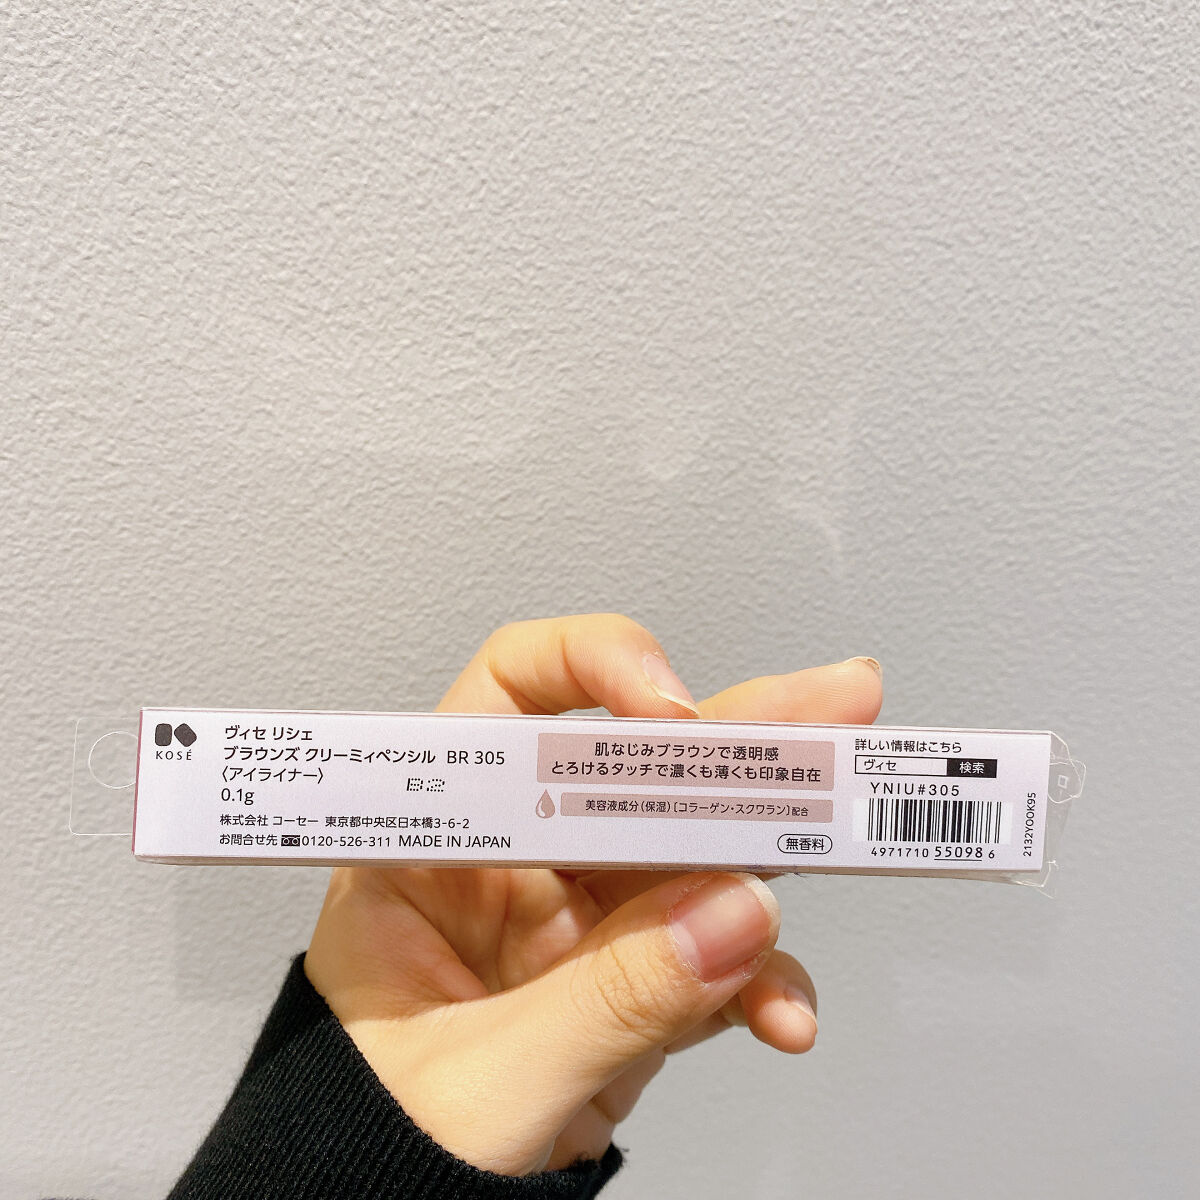 KOSÉ
ヴィセ リシェ
ブラウンズ クリーミィペンシル BR 305
〈アイライナー〉
0.1g
B2
株式会社 コーセー 東京都中央区日本橋3-6-2
お問合せ先 0120-526-311 MADE IN JAPAN
肌なじみブラウンで透明感
とろけるタッチで濃くも薄くも印象自在
美容液成分(保湿)[コラーゲン・スクワラン]配合
無香料
詳しい情報はこちら
ヴィセ 検索
YNIU#305
4971710 55098 6
2132YOOK95